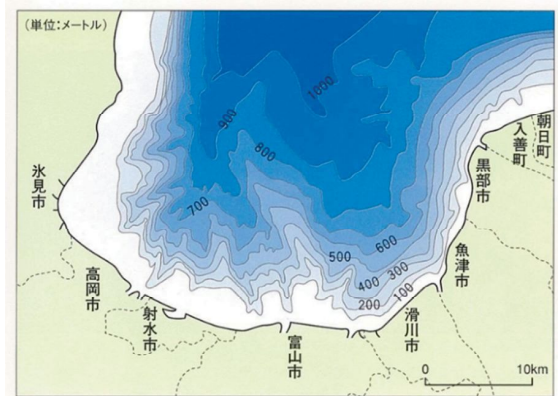 (単位:メートル)
1000
900
800
700
600
500
400
300
200
100
氷見市
高岡市
射水市
富山市
滑川市
魚津市
黒部市
入善町
朝日町
0 10km